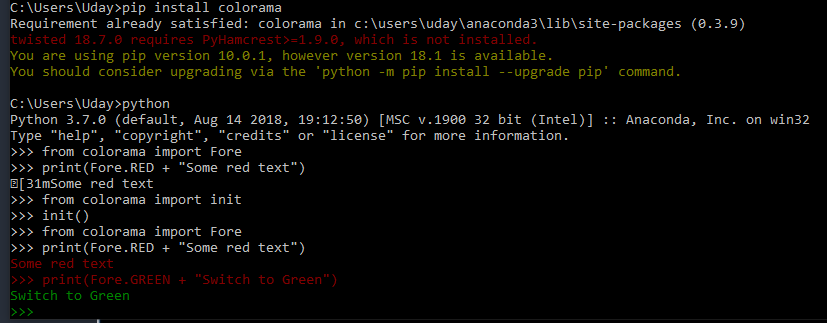 C:\Users\Uday>pip install colorama
Requirement already satisfied: colorama in c:\users\uday\anaconda3\lib\site-packages (0.3.9)
twisted 18.7.0 requires PyHamcrest>=1.9.0, which is not installed.
You are using pip version 10.0.1, however version 18.1 is available.
You should consider upgrading via the 'python -m pip install --upgrade pip' command.
C:\Users\Uday>python
Python 3.7.0 (default, Aug 14 2018, 19:12:50) [MSC v.1900 32 bit (Intel)] :: Anaconda, Inc. on win32
Type "help", "copyright", "credits" or "license" for more information.
>>> from colorama import Fore
>>> print(Fore.RED + "Some red text")
[31mSome red text
>>> from colorama import init
>>> init()
>>> from colorama import Fore
>>> print(Fore.RED + "Some red text")
Some red text
>>> print(Fore.GREEN + "Switch to Green")
Switch to Green
>>>